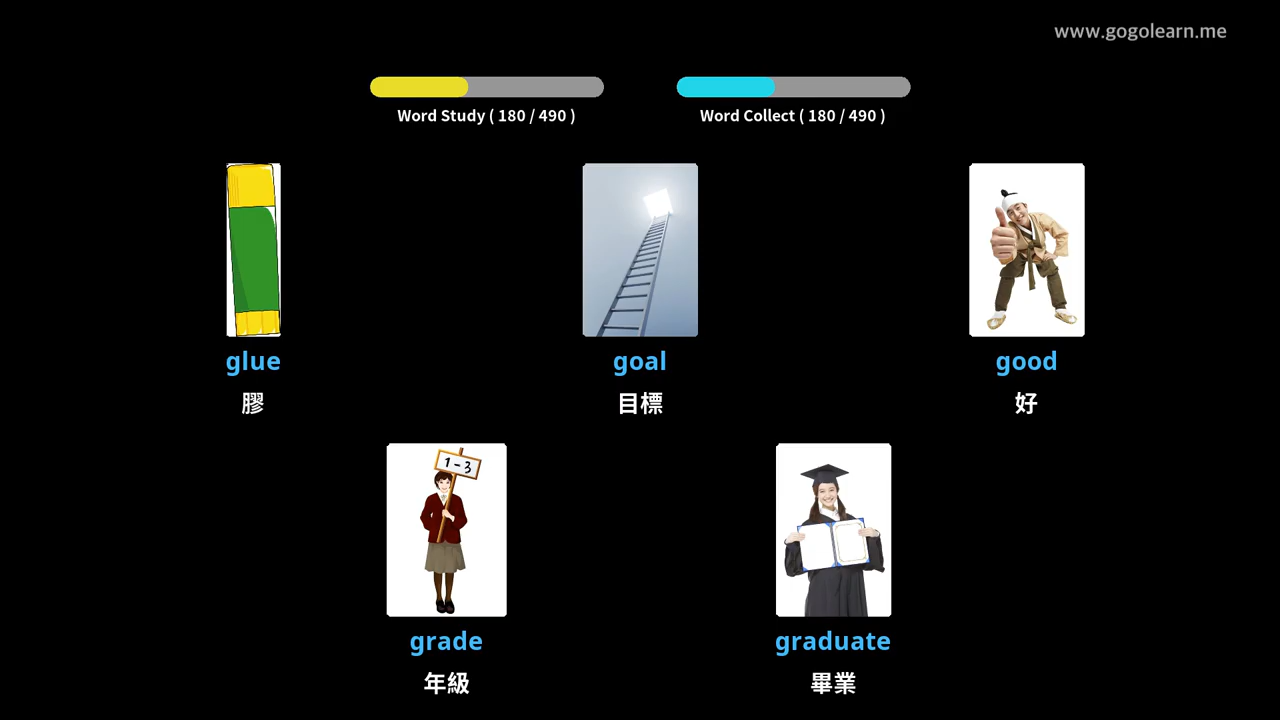 www.gogolearn.me
Word Study ( 180 / 490 )
Word Collect ( 180 / 490 )
glue
膠
goal
目標
good
好
1-3
grade
年級
graduate
畢業